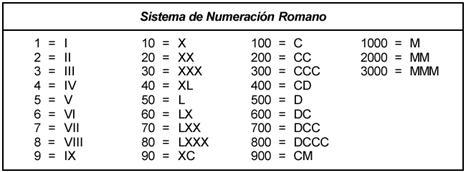 Sistema de Numeración Romano
1 = I 10 = X 100 = C 1000 = M
2 = II 20 = XX 200 = CC 2000 = MM
3 = III 30 = XXX 300 = CCC 3000 = MMM
4 = IV 40 = XL 400 = CD
5 = V 50 = L 500 = D
6 = VI 60 = LX 600 = DC
7 = VII 70 = LXX 700 = DCC
8 = VIII 80 = LXXX 800 = DCCC
9 = IX 90 = XC 900 = CM